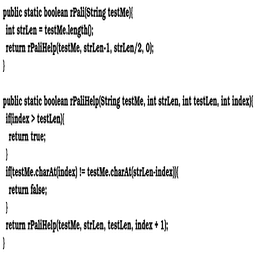 public static boolean rPali(String testMe){
int strLen = testMe.length();
return rPaliHelp(testMe, strLen-1, strLen/2, 0);
}
public static boolean rPaliHelp(String testMe, int strLen, int testLen, int index){
if(index > testLen){
return true;
}
if(testMe.charAt(index) != testMe.charAt(strLen-index)){
return false;
}
return rPaliHelp(testMe, strLen, testLen, index + 1);
}